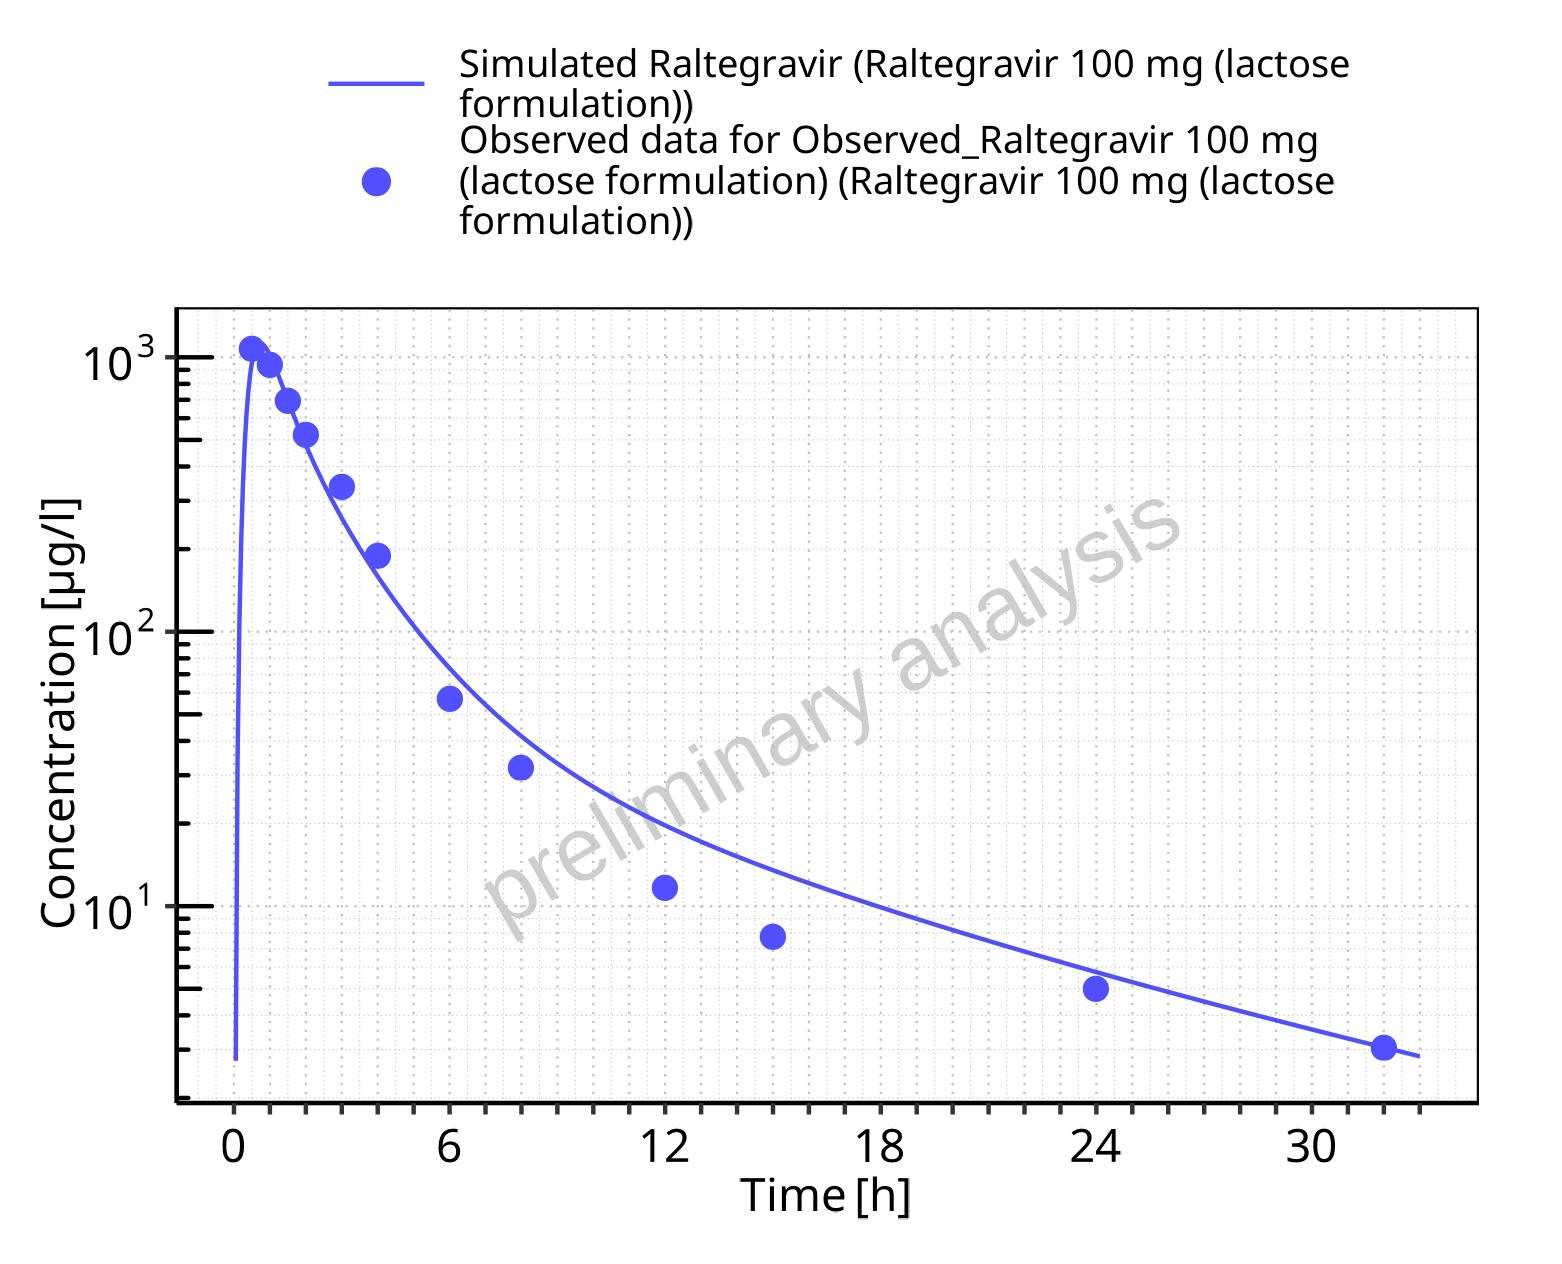 Simulated Raltegravir (Raltegravir 100 mg (lactose
formulation))
Observed data for Observed_Raltegravir 100 mg
(lactose formulation) (Raltegravir 100 mg (lactose
formulation))
10³
10²
10¹
Concentration [µg/l]
preliminary analysis
0 6 12 18 24 30
Time [h]